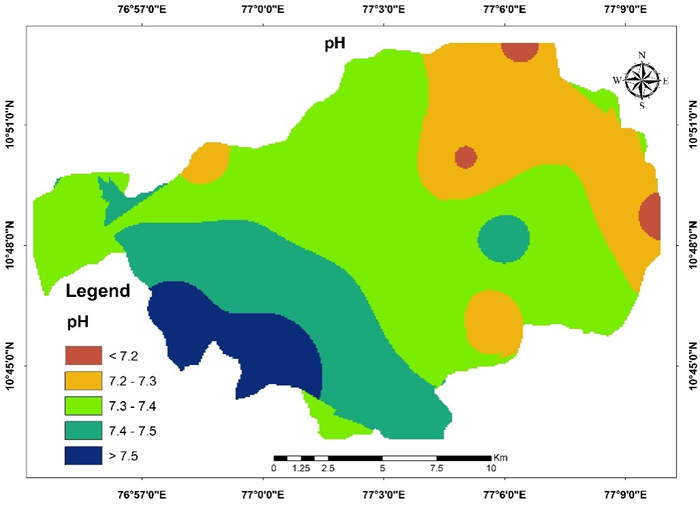 76°57'0"E 77°0'0"E 77°3'0"E 77°6'0"E 77°9'0"E
pH
N
W E
S
10°51'0"N 10°51'0"N
10°48'0"N 10°48'0"N
Legend
pH
10°45'0"N 10°45'0"N
< 7.2
7.2 - 7.3
7.3 - 7.4
7.4 - 7.5
> 7.5
Km
0 1.25 2.5 5 7.5 10
76°57'0"E 77°0'0"E 77°3'0"E 77°6'0"E 77°9'0"E